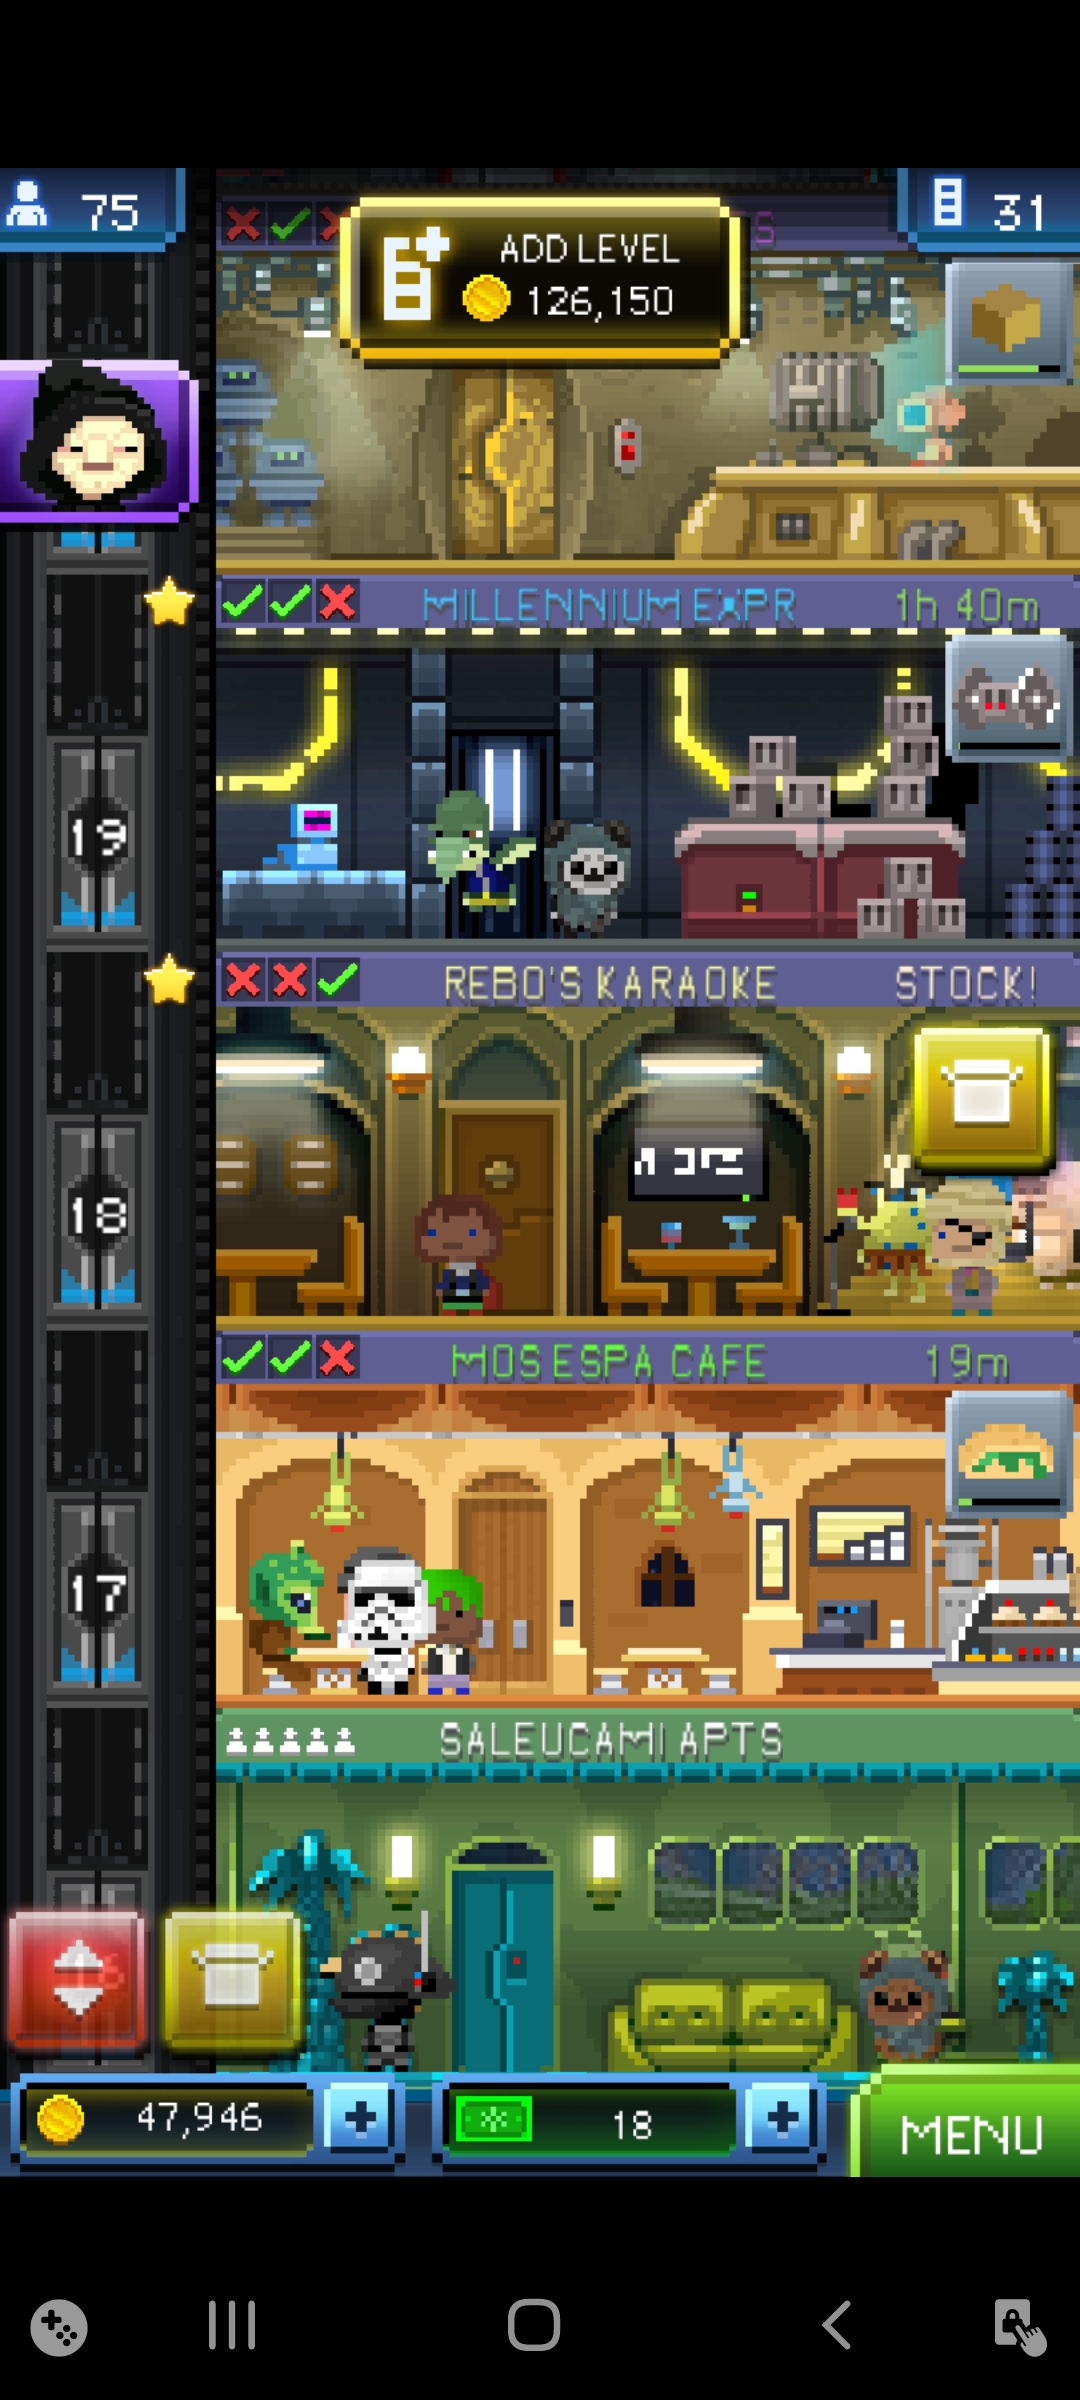 75
ADD LEVEL
126,150
31
S
MILLENNIUM EXPR 1h 40m
19
REBO'S KARAOKE STOCK!
18
MOS ESPA CAFE 19m
17
SALEUCAMI APTS
47,946
18
MENU